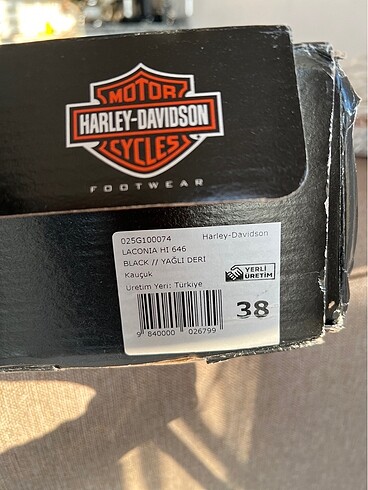 MOTOR
HARLEY-DAVIDSON
CYCLES
FOOTWEAR
025G100074 Harley-Davidson
LACONIA HI 646
BLACK // YAĞLI DERİ
Kauçuk
YERLİ
ÜRETİM
Üretim Yeri: Türkiye
38
9 840000 026799